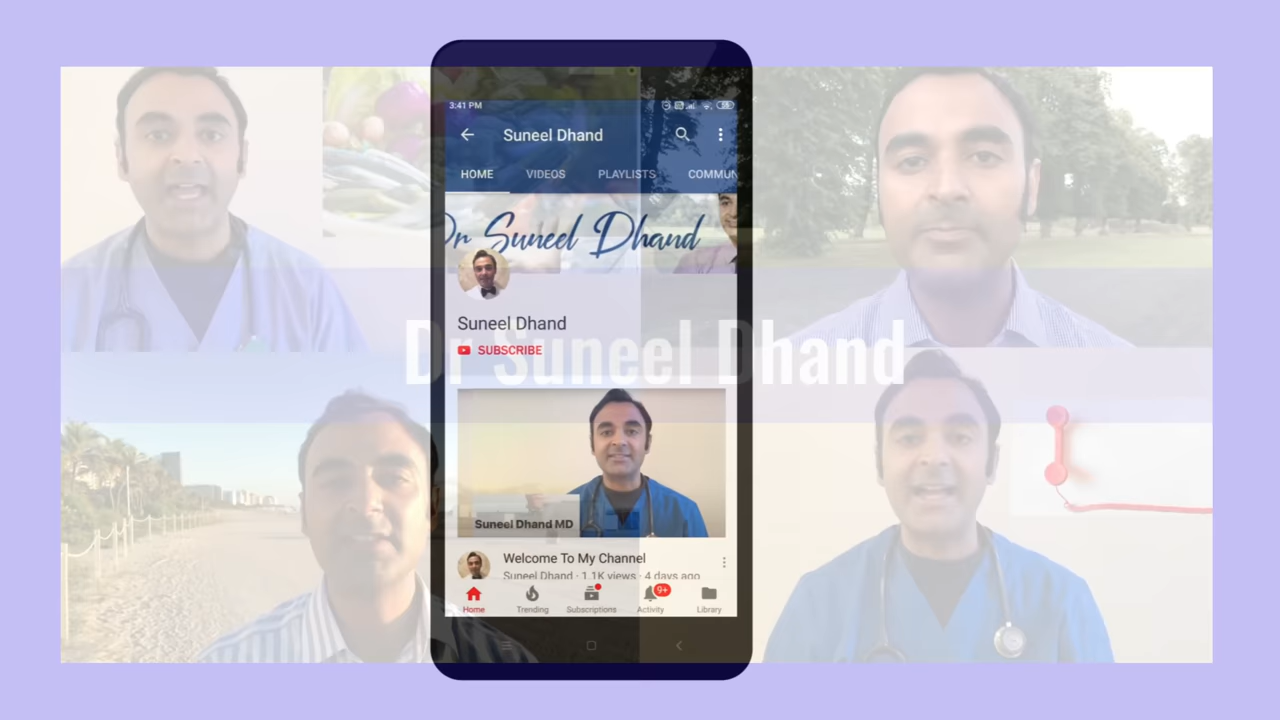 3:41 PM
Suneel Dhand
HOME VIDEOS PLAYLISTS COMMUN
Dr Suneel Dhand
Suneel Dhand
SUBSCRIBE
Dr Suneel Dhand
Suneel Dhand MD
Welcome To My Channel
Suneel Dhand · 1.1K views · 4 days ago
9+
Home Trending Subscriptions Activity Library